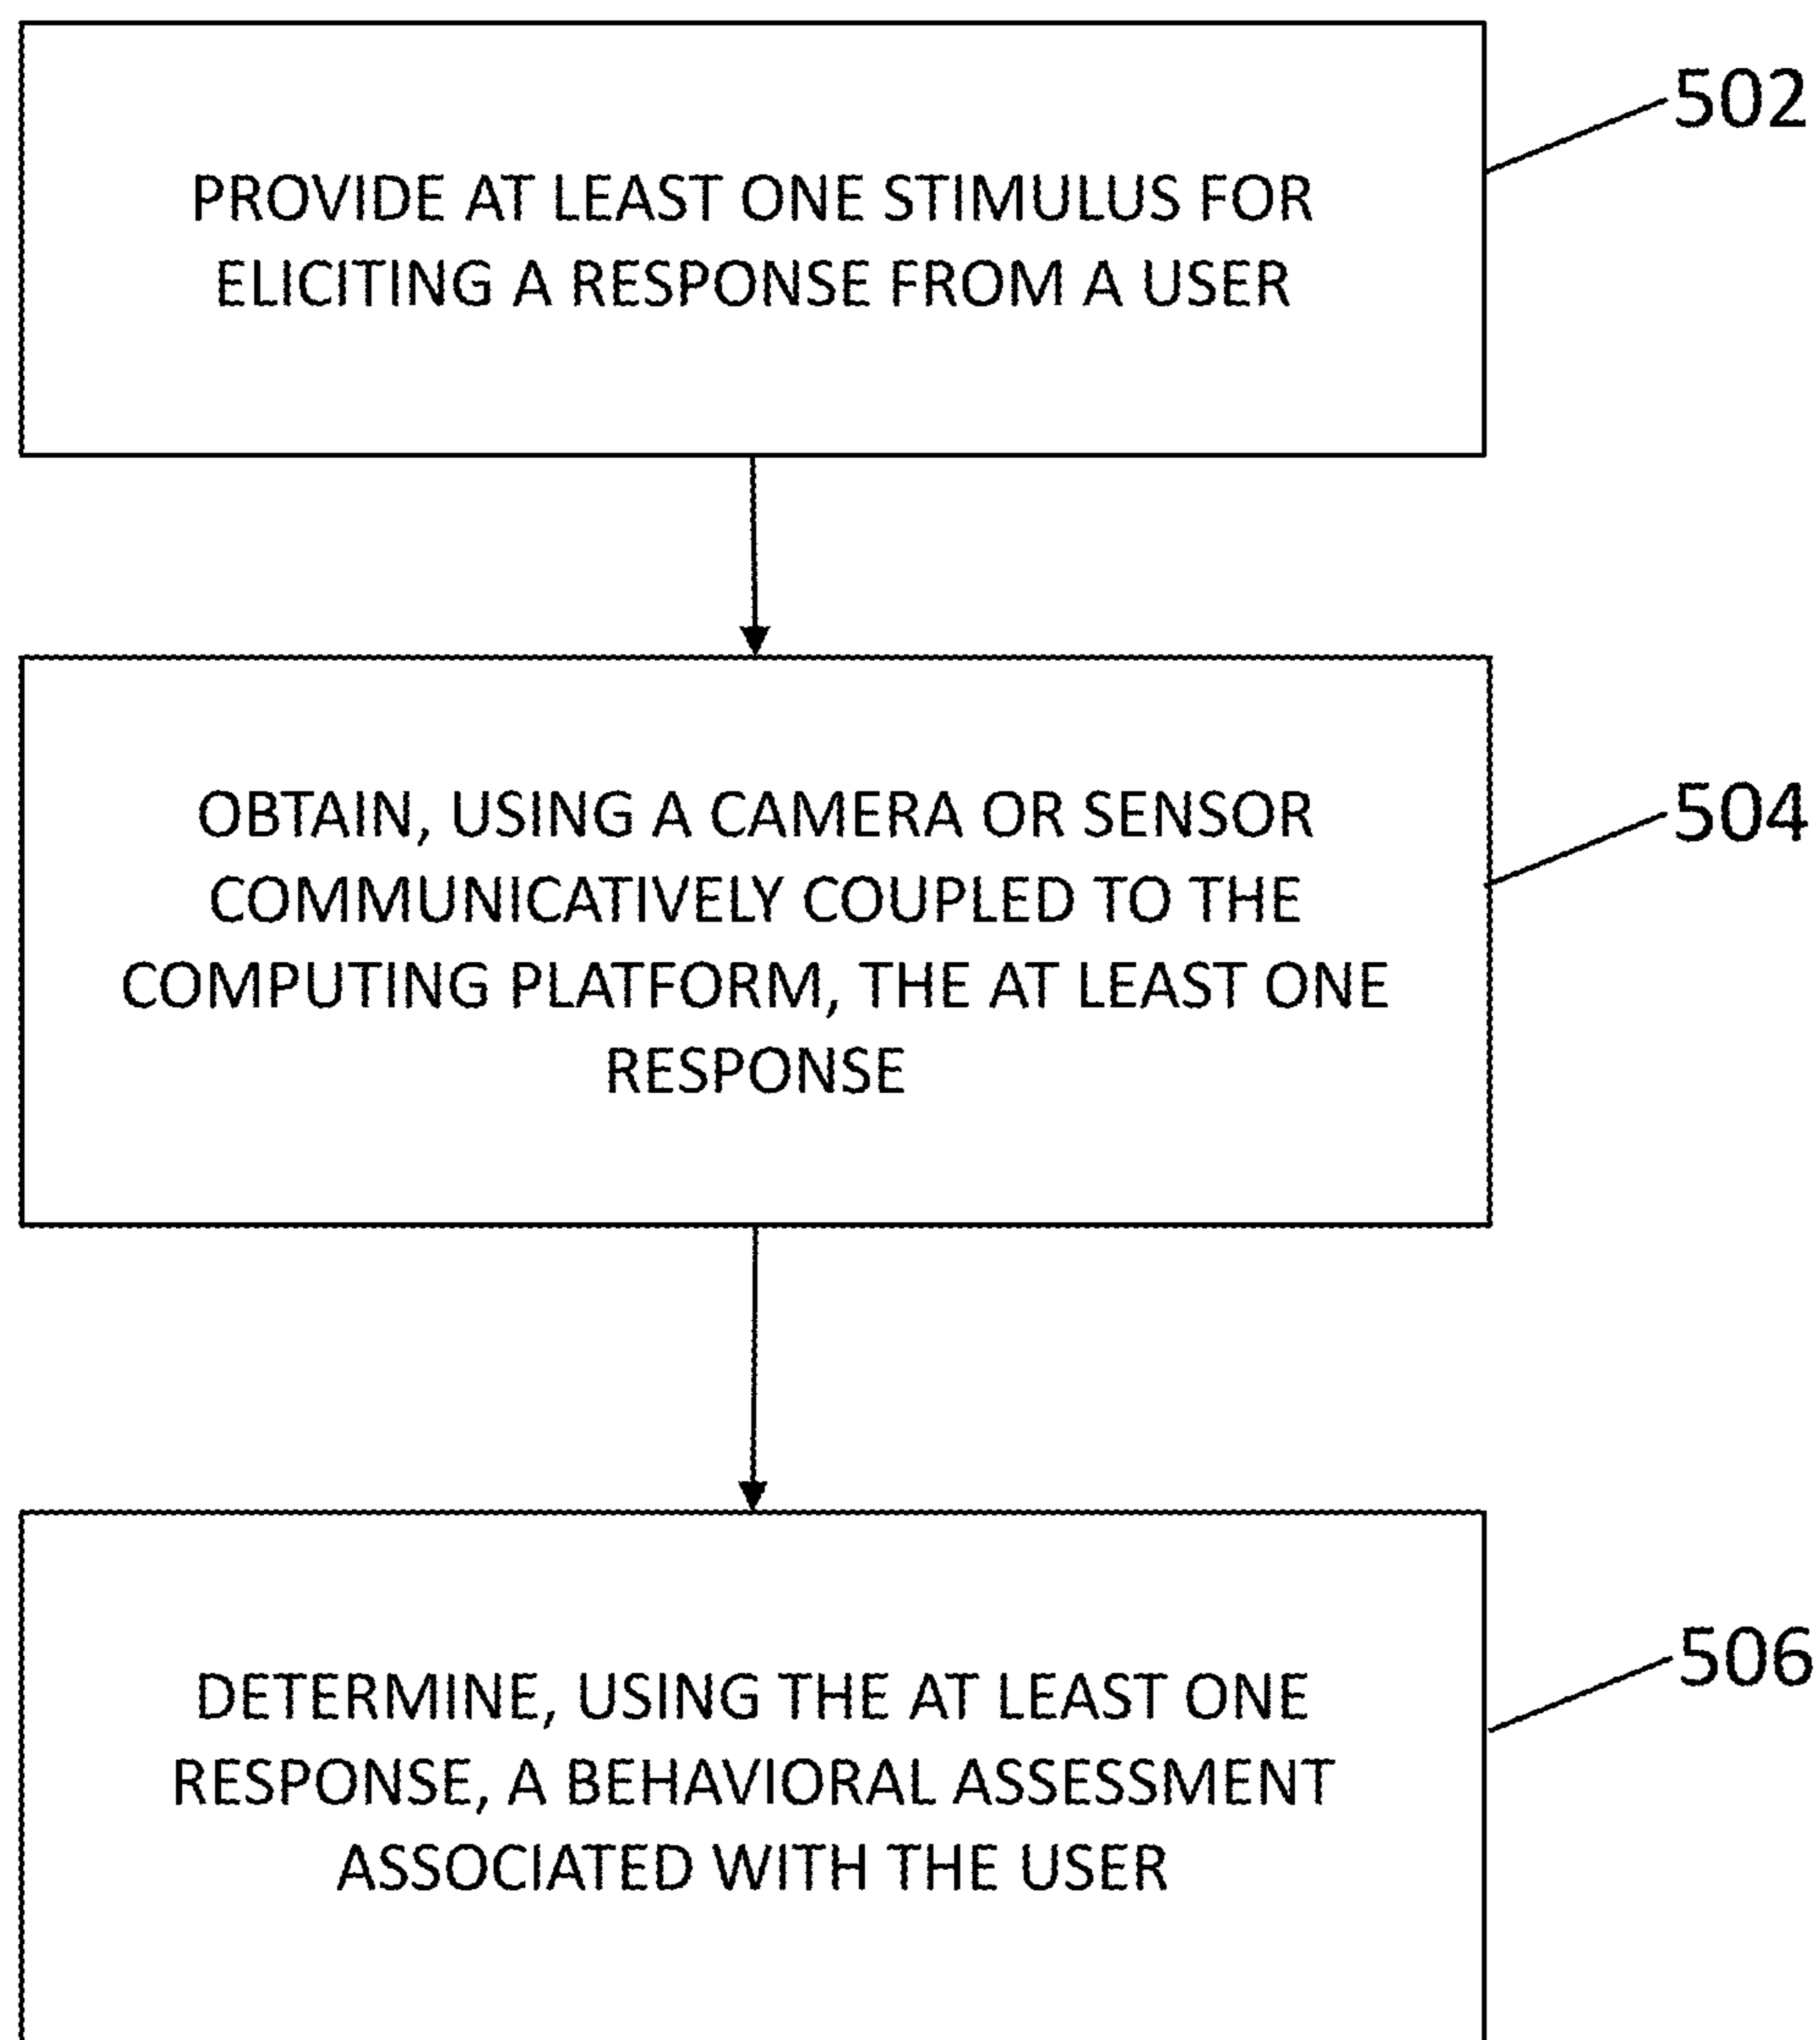 502
PROVIDE AT LEAST ONE STIMULUS FOR
ELICITING A RESPONSE FROM A USER
504
OBTAIN, USING A CAMERA OR SENSOR
COMMUNICATIVELY COUPLED TO THE
COMPUTING PLATFORM, THE AT LEAST ONE
RESPONSE
506
DETERMINE, USING THE AT LEAST ONE
RESPONSE, A BEHAVIORAL ASSESSMENT
ASSOCIATED WITH THE USER